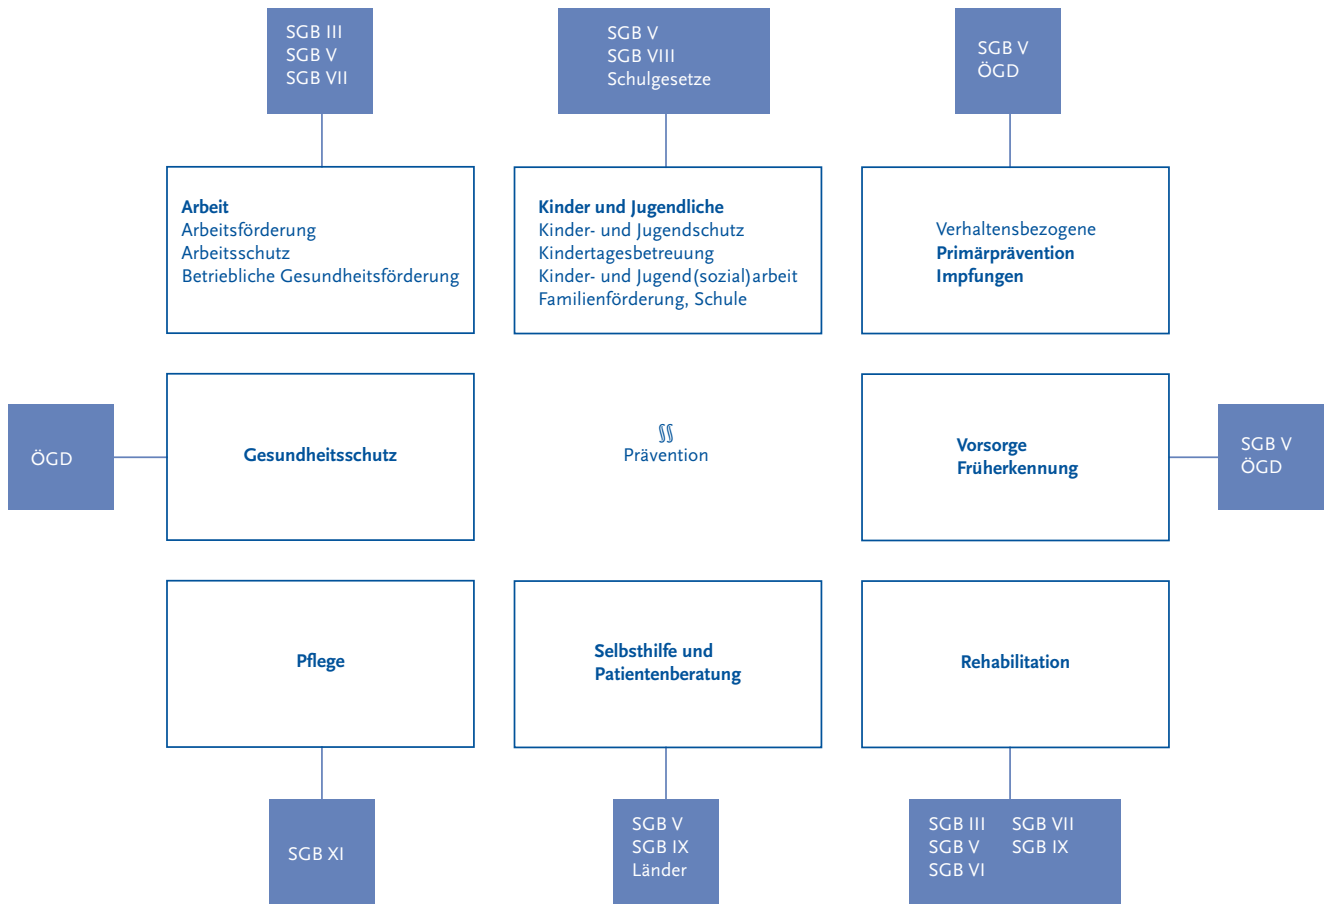 SGB III
SGB V
SGB VII
SGB V
SGB VIII
Schulgesetze
SGB V
ÖGD
Arbeit
Arbeitsförderung
Arbeitsschutz
Betriebliche Gesundheitsförderung
Kinder und Jugendliche
Kinder- und Jugendschutz
Kindertagesbetreuung
Kinder- und Jugend(sozial)arbeit
Familienförderung, Schule
Verhaltensbezogene
Primärprävention
Impfungen
ÖGD
Gesundheitsschutz
§§
Prävention
Vorsorge
Früherkennung
SGB V
ÖGD
Pflege
Selbsthilfe und
Patientenberatung
Rehabilitation
SGB XI
SGB V
SGB IX
Länder
SGB III SGB VII
SGB V SGB IX
SGB VI